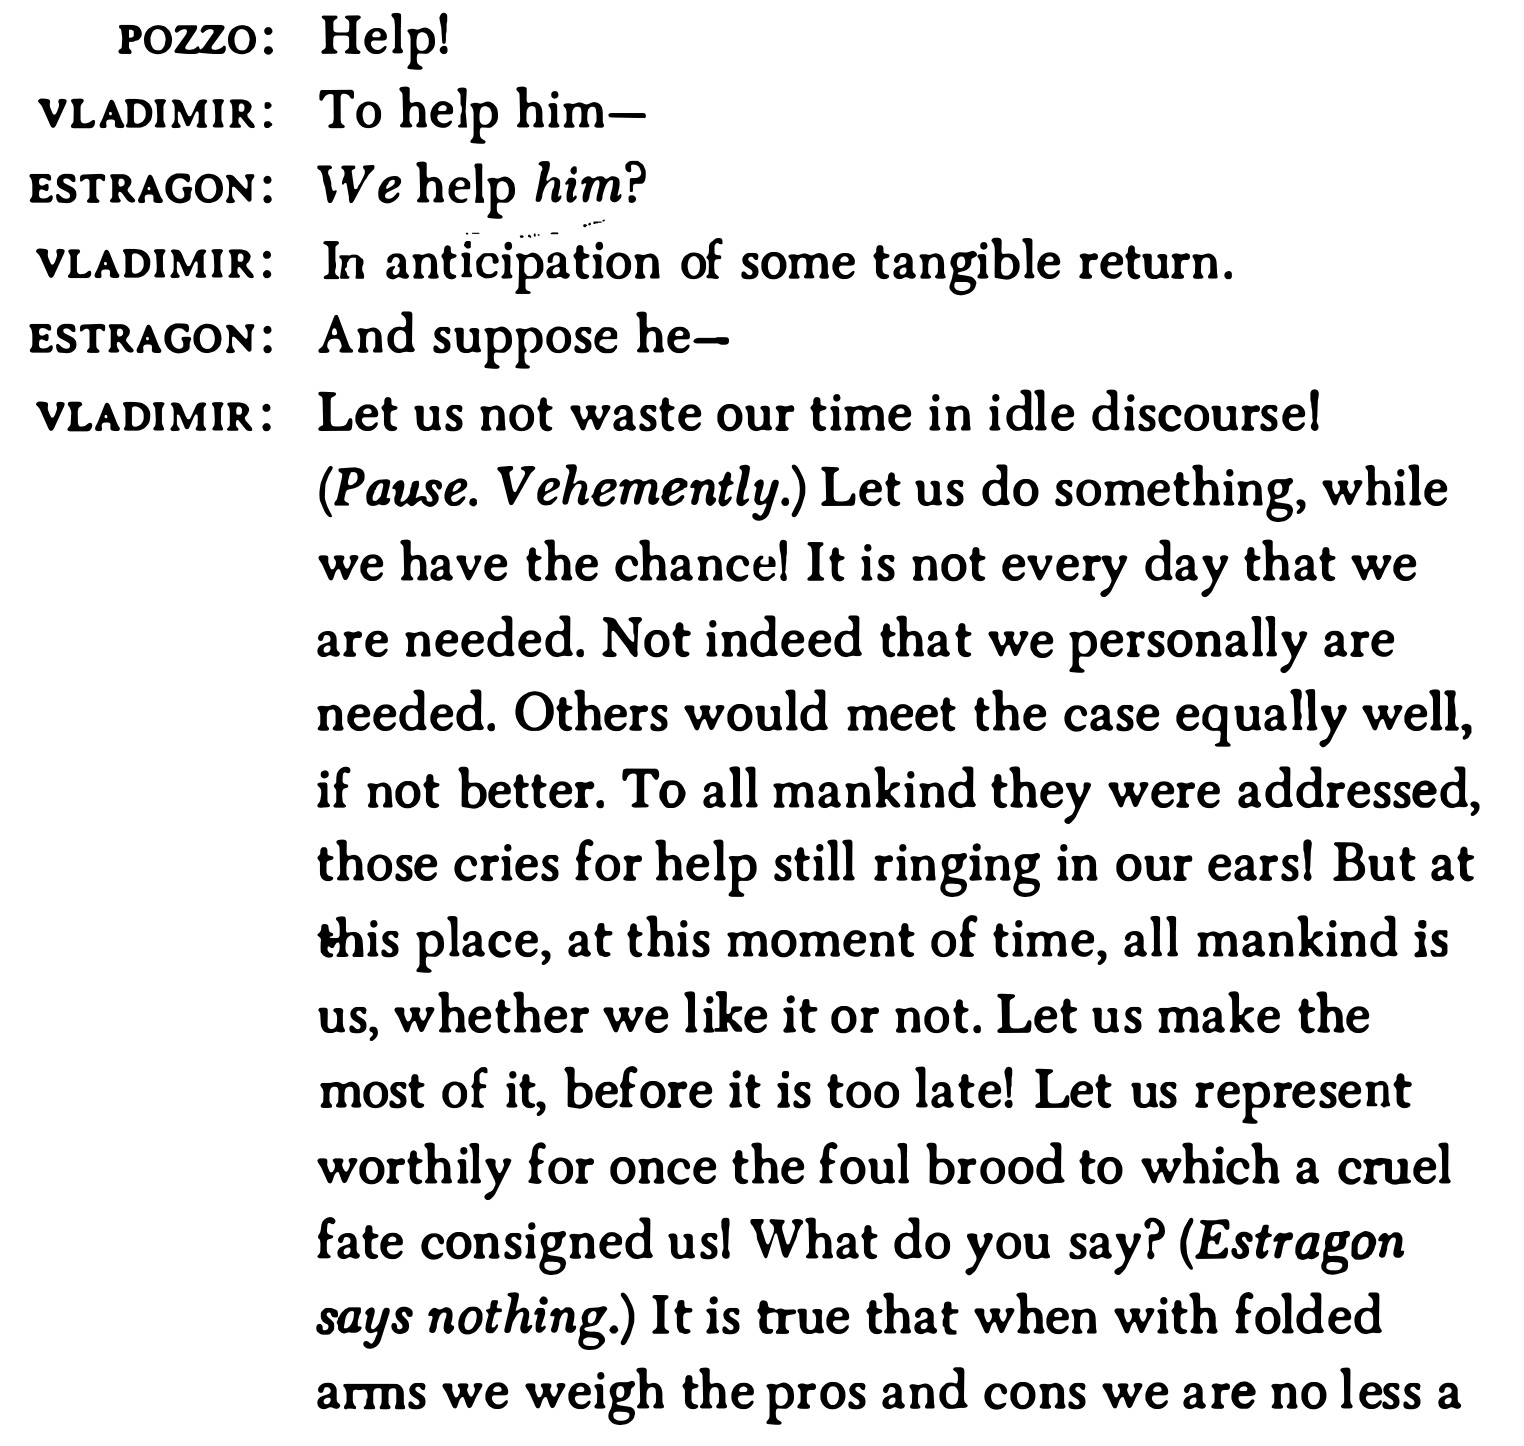 POZZO: Help!
VLADIMIR: To help him—
ESTRAGON: We help him?
VLADIMIR: In anticipation of some tangible return.
ESTRAGON: And suppose he—
VLADIMIR: Let us not waste our time in idle discourse!
(Pause. Vehemently.) Let us do something, while
we have the chance! It is not every day that we
are needed. Not indeed that we personally are
needed. Others would meet the case equally well,
if not better. To all mankind they were addressed,
those cries for help still ringing in our ears! But at
this place, at this moment of time, all mankind is
us, whether we like it or not. Let us make the
most of it, before it is too late! Let us represent
worthily for once the foul brood to which a cruel
fate consigned us! What do you say? (Estragon
says nothing.) It is true that when with folded
arms we weigh the pros and cons we are no less a